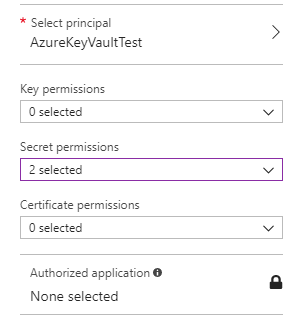 * Select principal
AzureKeyVaultTest
Key permissions
0 selected
Secret permissions
2 selected
Certificate permissions
0 selected
Authorized application
None selected